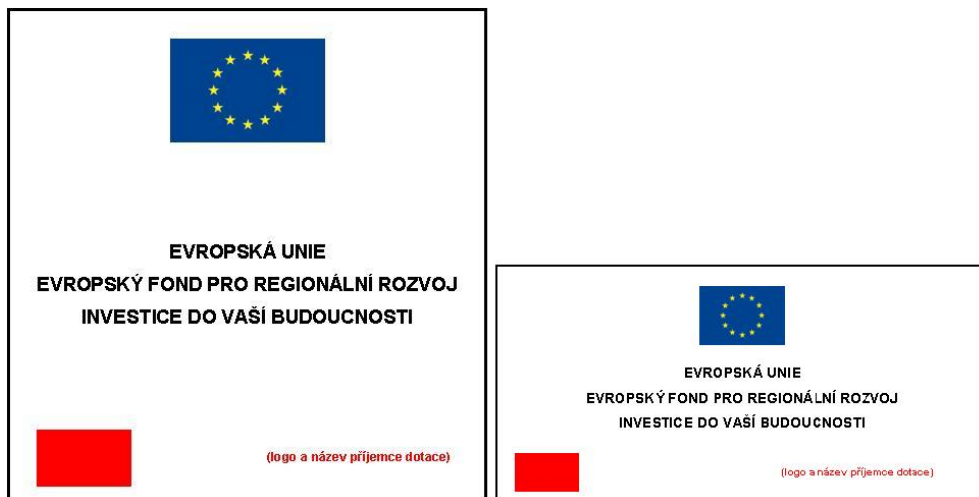 EVROPSKÁ UNIE
EVROPSKÝ FOND PRO REGIONÁLNÍ ROZVOJ
INVESTICE DO VAŠÍ BUDOUCNOSTI
(logo a název příjemce dotace)
EVROPSKÁ UNIE
EVROPSKÝ FOND PRO REGIONÁLNÍ ROZVOJ
INVESTICE DO VAŠÍ BUDOUCNOSTI
(logo a název příjemce dotace)